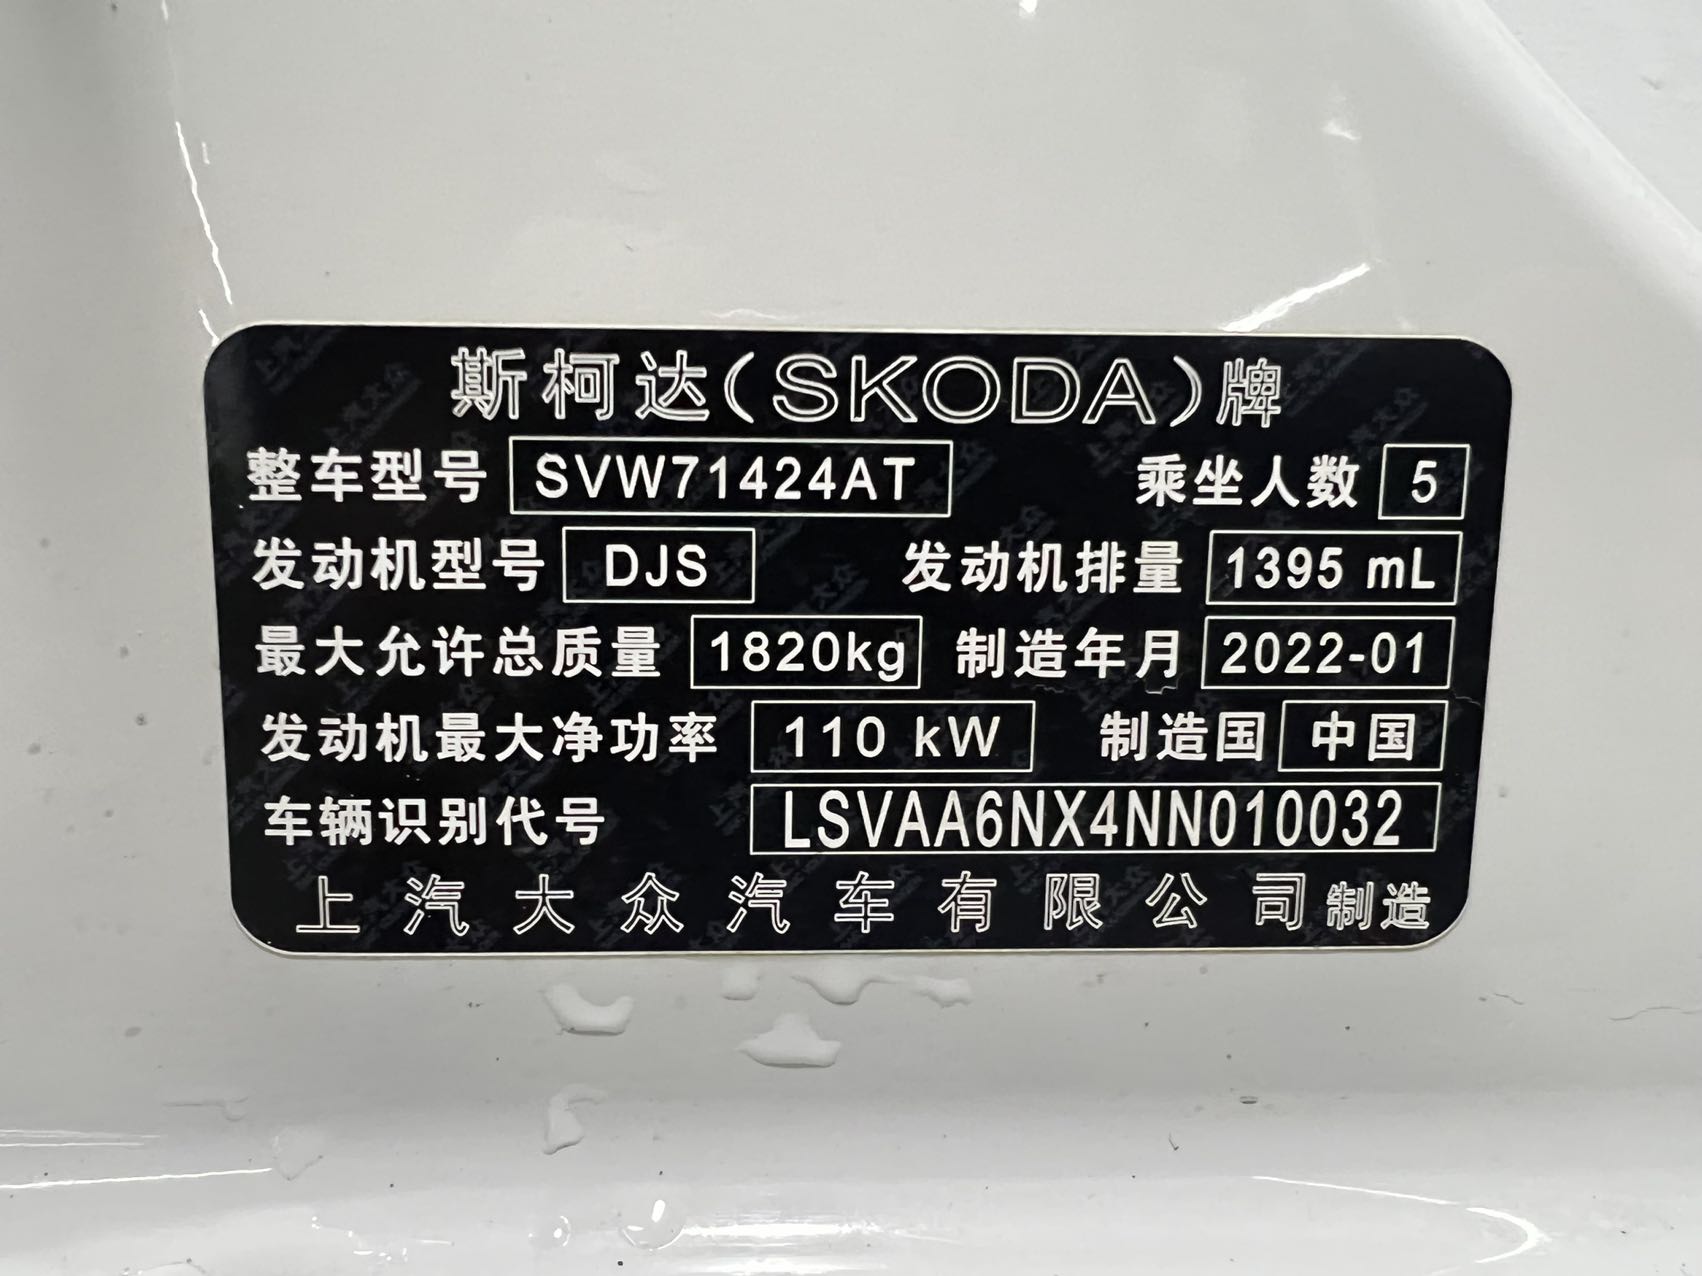 斯柯达(SKODA)牌
整车型号 SVW71424AT 乘坐人数 5
发动机型号 DJS 发动机排量 1395 mL
最大允许总质量 1820kg 制造年月 2022-01
发动机最大净功率 110 kW 制造国 中国
车辆识别代号 LSVAA6NX4NN010032
上汽大众汽车有限公司制造